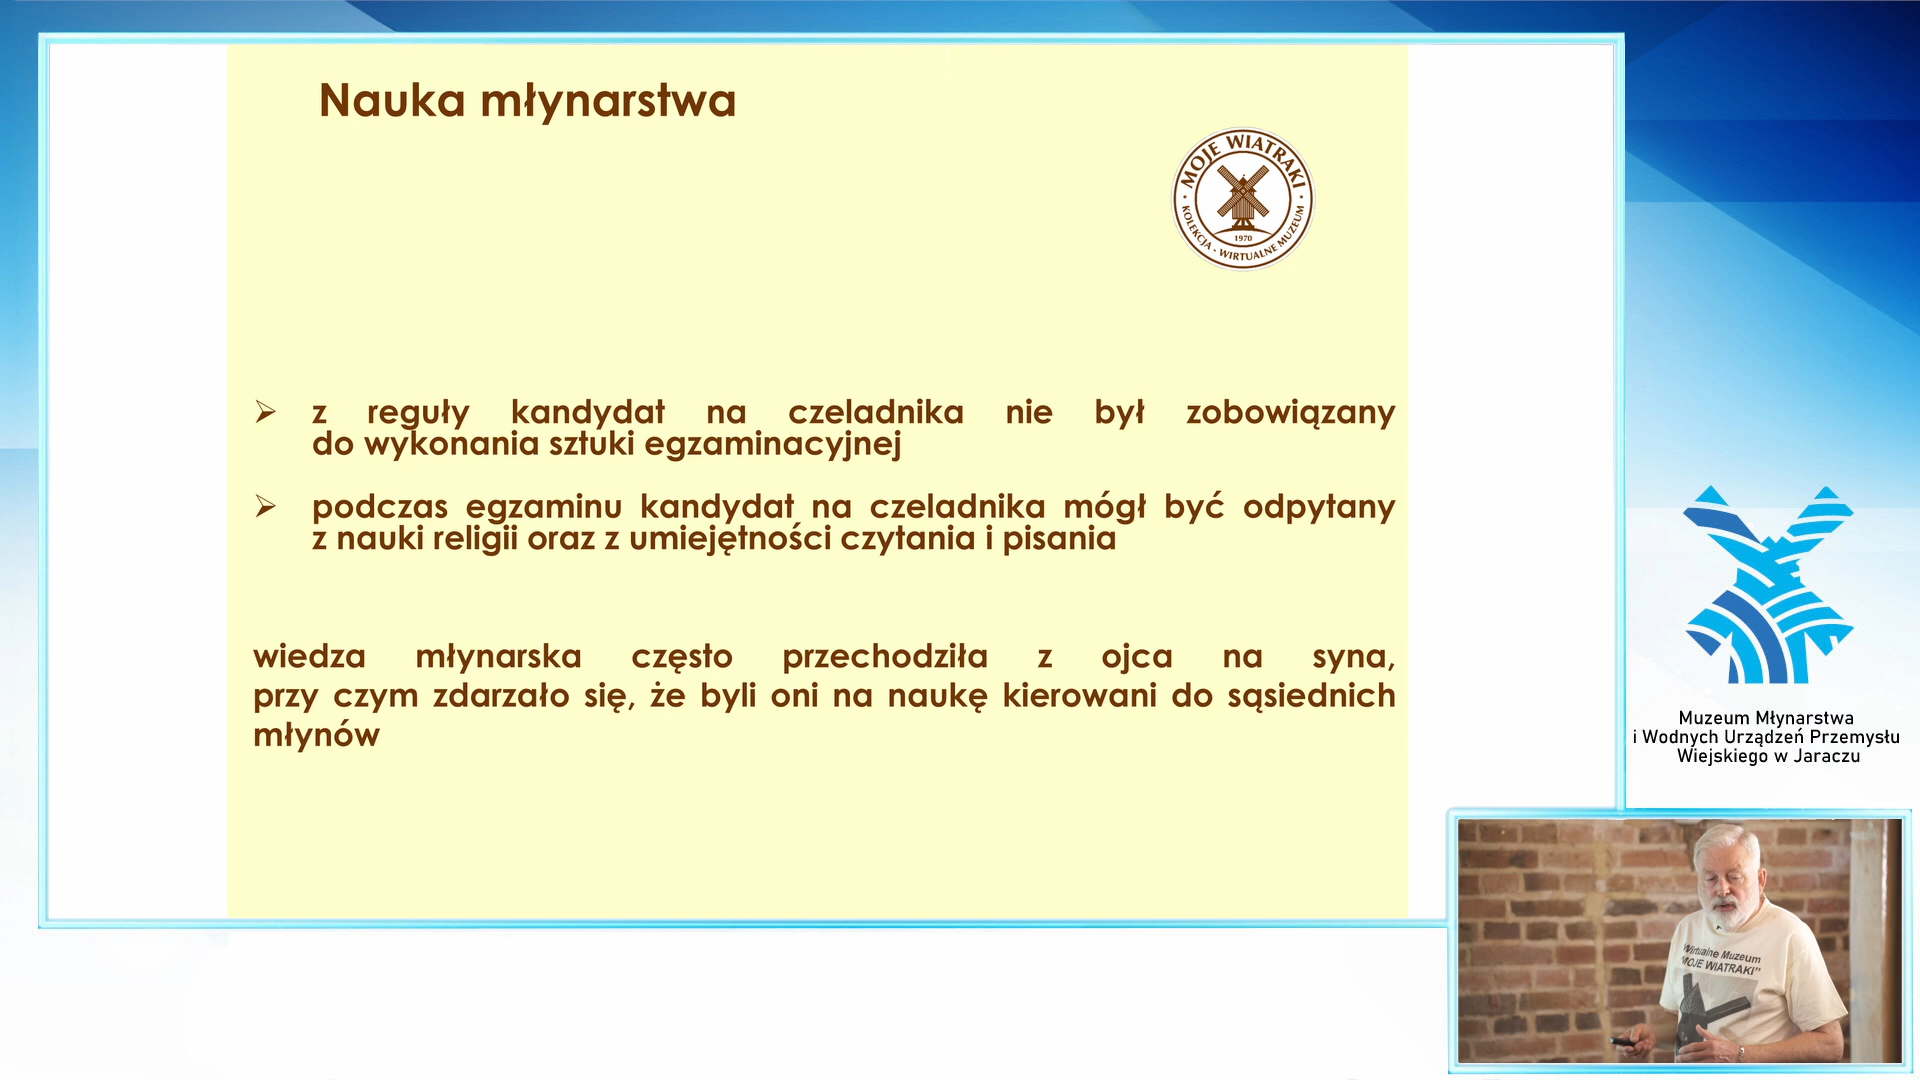 Nauka młynarstwa
MOJE WIATRAKI
1970
KOLEKCJA - WIRTUALNE MUZEUM
z reguły kandydat na czeladnika nie był zobowiązany
do wykonania sztuki egzaminacyjnej
podczas egzaminu kandydat na czeladnika mógł być odpytany
z nauki religii oraz z umiejętności czytania i pisania
wiedza młynarska często przechodziła z ojca na syna,
przy czym zdarzało się, że byli oni na naukę kierowani do sąsiednich
młynów
Muzeum Młynarstwa
i Wodnych Urządzeń Przemysłu
Wiejskiego w Jaraczu
Wirtualne Muzeum
"MOJE WIATRAKI"